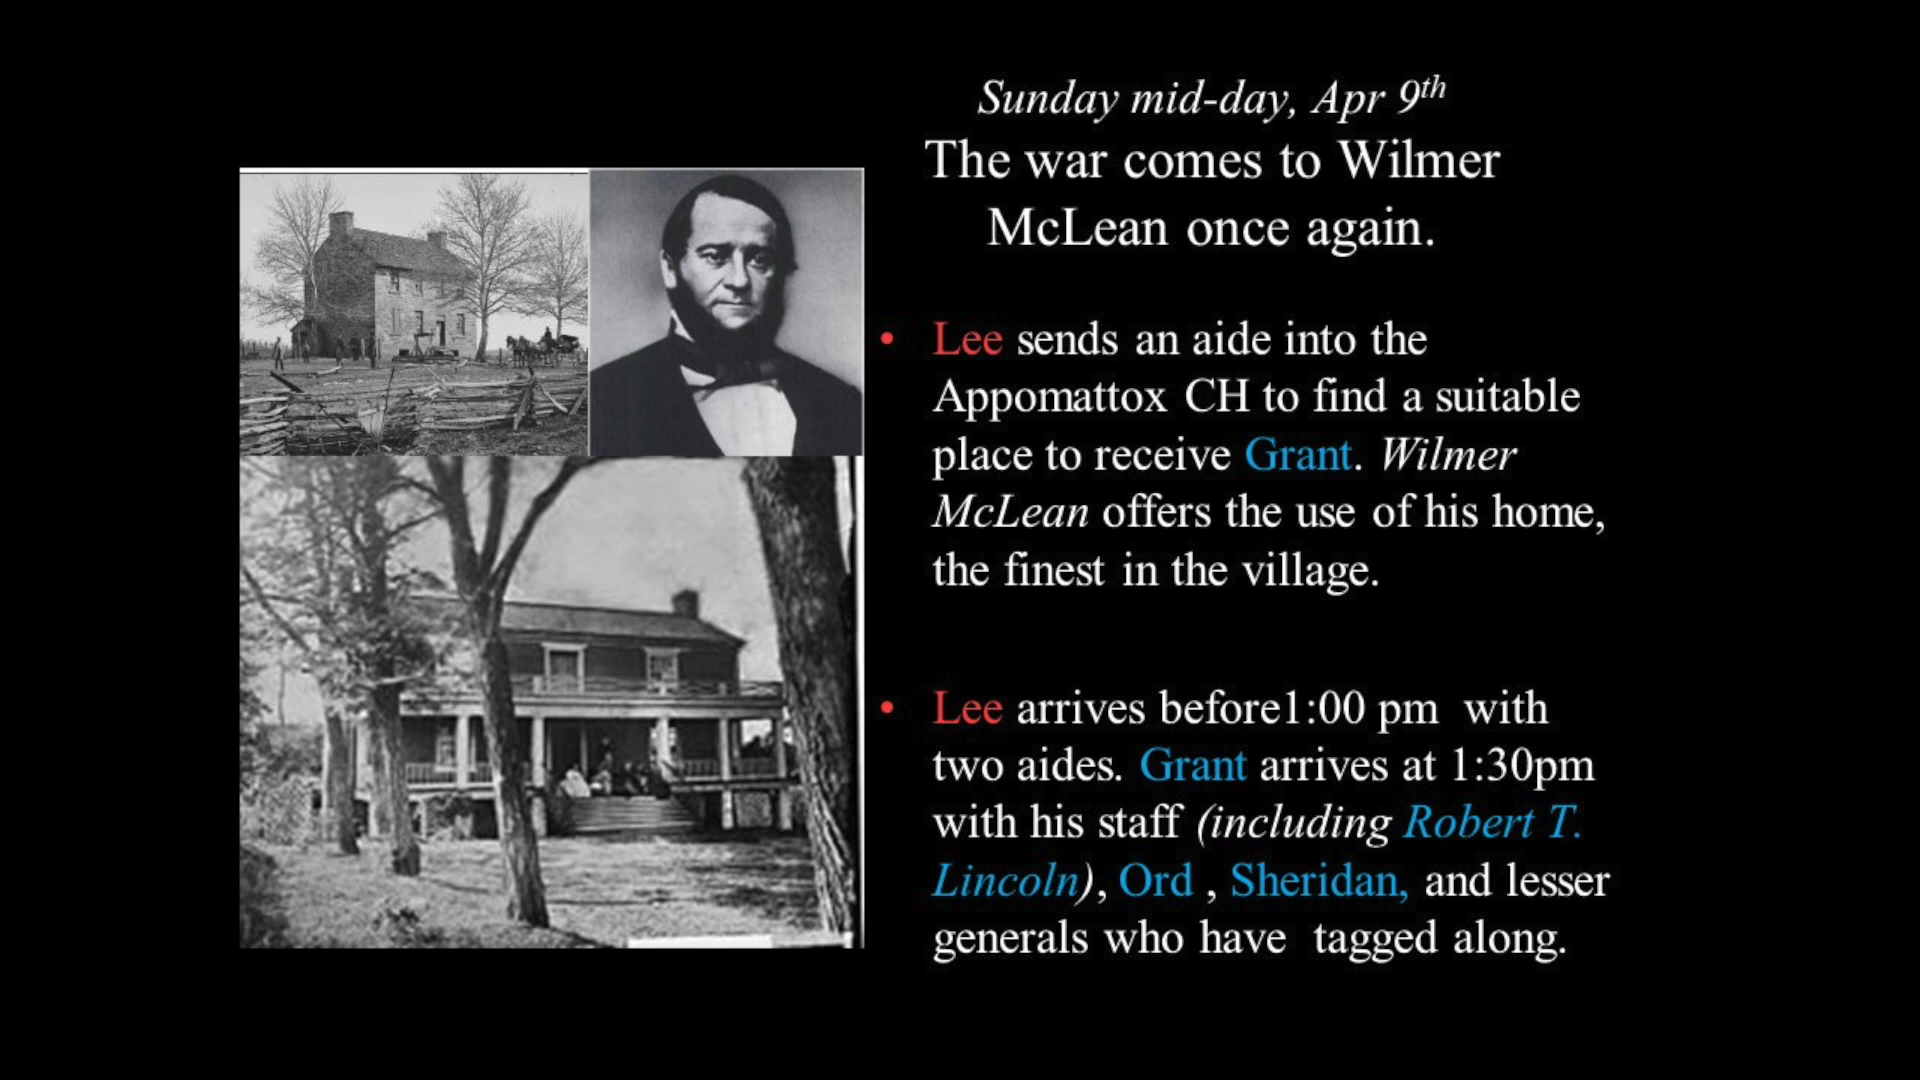 Sunday mid-day, Apr 9th
The war comes to Wilmer
McLean once again.
• Lee sends an aide into the
Appomattox CH to find a suitable
place to receive Grant. Wilmer
McLean offers the use of his home,
the finest in the village.
• Lee arrives before1:00 pm with
two aides. Grant arrives at 1:30pm
with his staff (including Robert T.
Lincoln), Ord , Sheridan, and lesser
generals who have tagged along.